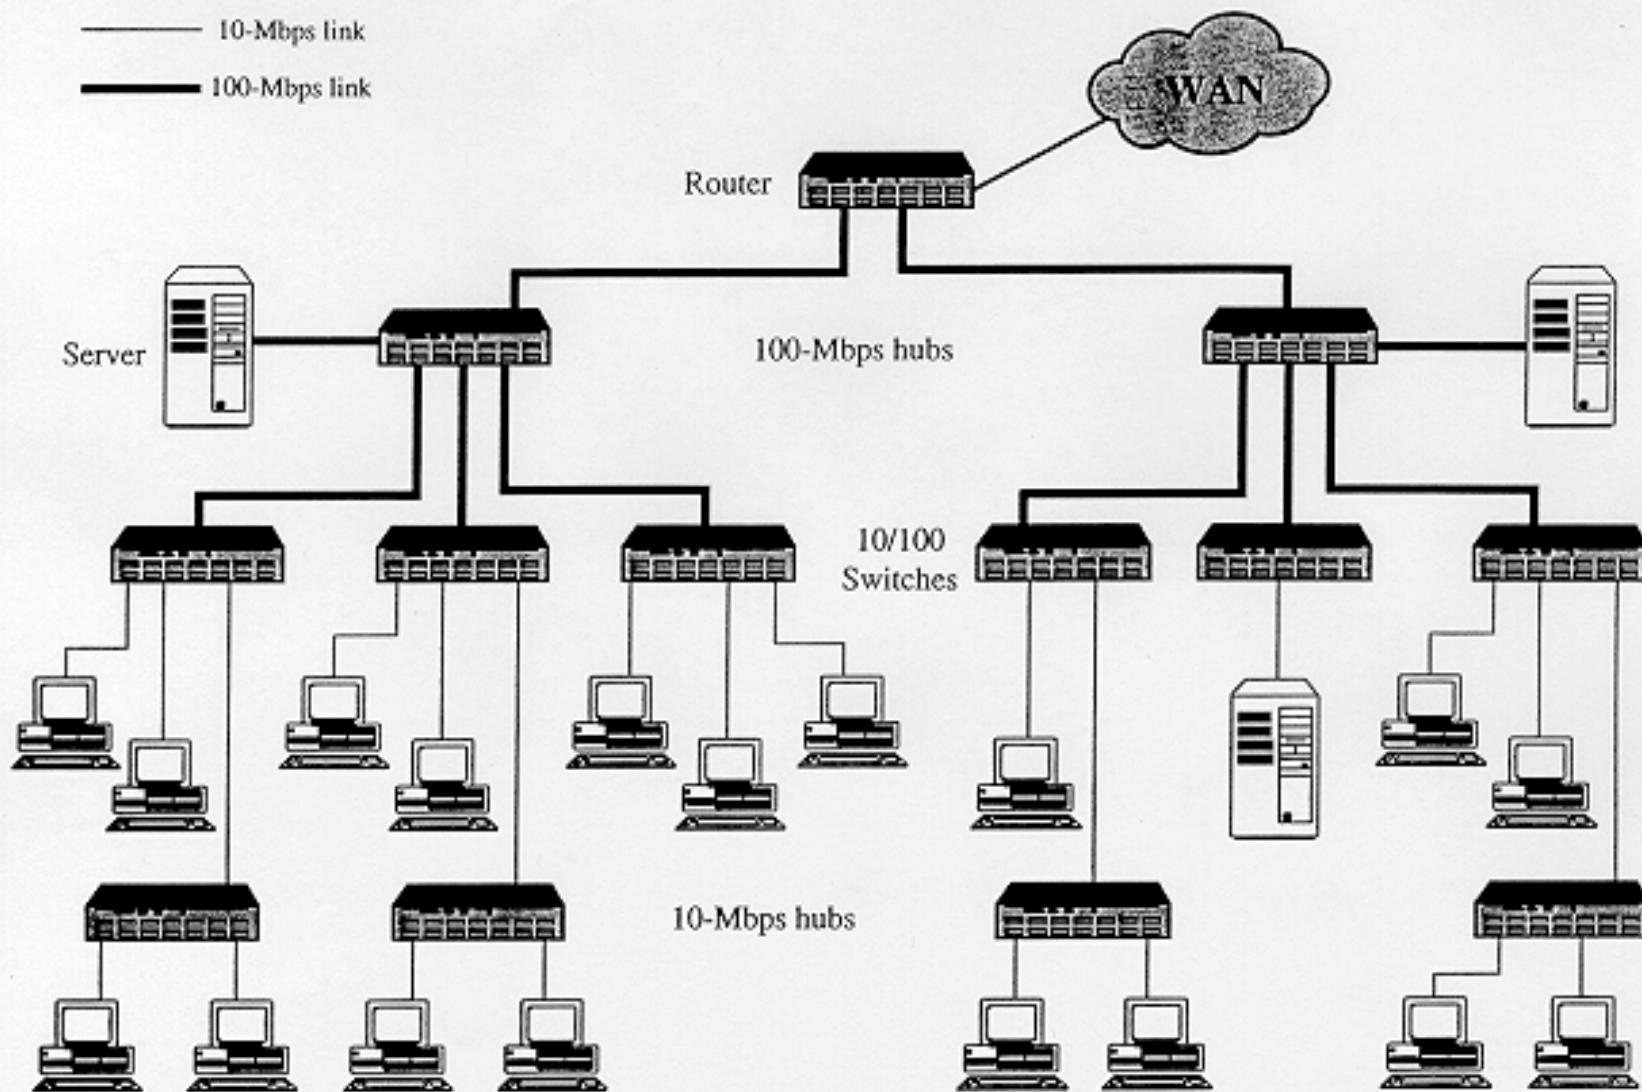 10-Mbps link
100-Mbps link
WAN
Router
Server
100-Mbps hubs
10/100
Switches
10-Mbps hubs